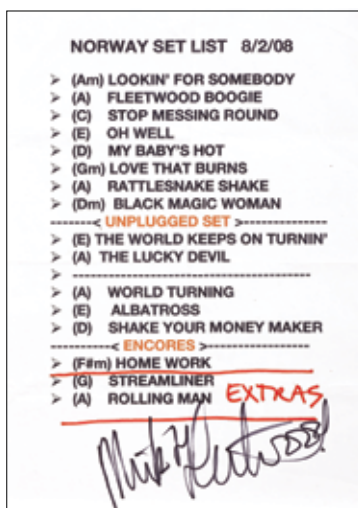 NORWAY SET LIST 8/2/08
➢ (Am) LOOKIN' FOR SOMEBODY
➢ (A) FLEETWOOD BOOGIE
➢ (C) STOP MESSING ROUND
➢ (E) OH WELL
➢ (D) MY BABY'S HOT
➢ (Gm) LOVE THAT BURNS
➢ (A) RATTLESNAKE SHAKE
➢ (Dm) BLACK MAGIC WOMAN
-------< UNPLUGGED SET >---------------
➢ (E) THE WORLD KEEPS ON TURNIN'
➢ (A) THE LUCKY DEVIL
➢ ---------------------------------------
➢ (A) WORLD TURNING
➢ (E) ALBATROSS
➢ (D) SHAKE YOUR MONEY MAKER
----------< ENCORES >-------------------
➢ (F#m) HOME WORK
➢ (G) STREAMLINER
➢ (A) ROLLING MAN EXTRAS
Mick Fleetwood